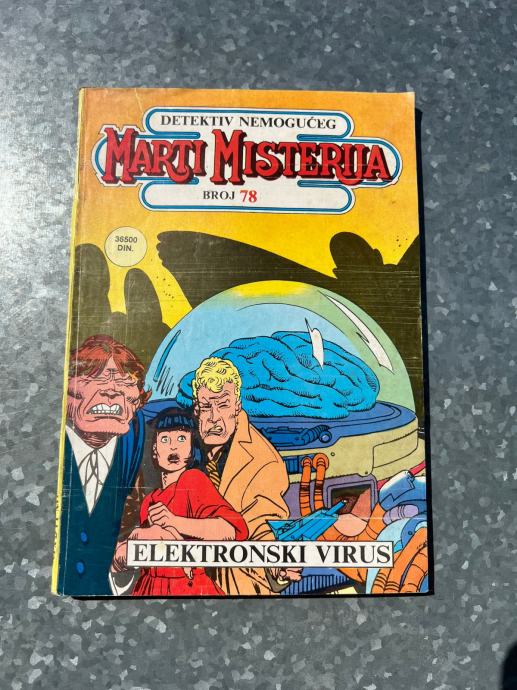 DETEKTIV NEMOGUĆEG
MARTI MISTERIJA
BROJ 78
36500
DIN.
ELEKTRONSKI VIRUS